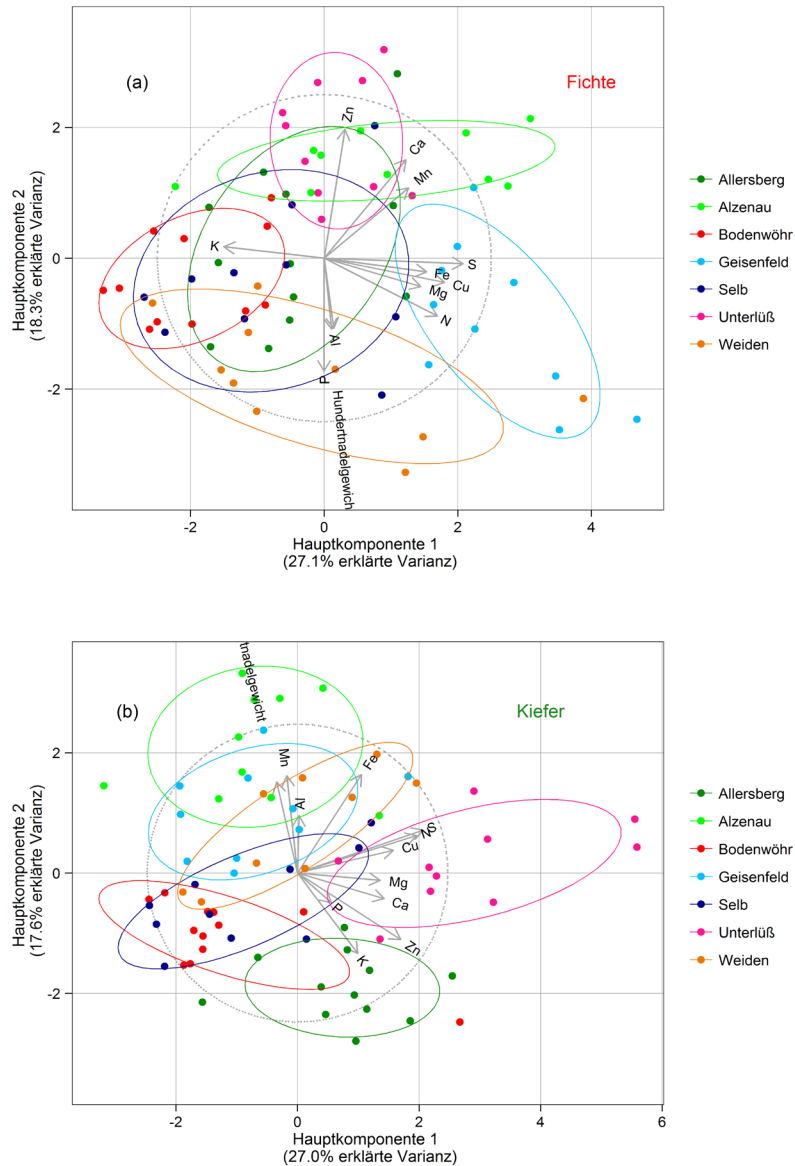 (a)
Fichte
Zn
Ca
Mn
K
S
Fe
Cu
Mg
N
Al
P
Hundertnadelgewich
2
0
-2
-2
0
2
4
Hauptkomponente 2
(18.3% erklärte Varianz)
Hauptkomponente 1
(27.1% erklärte Varianz)
Allersberg
Alzenau
Bodenwöhr
Geisenfeld
Selb
Unterlüß
Weiden
(b)
Kiefer
tnadelgewicht
Mn
Al
Fe
S
N
Cu
Mg
Ca
P
Zn
K
2
0
-2
-2
0
2
4
6
Hauptkomponente 2
(17.6% erklärte Varianz)
Hauptkomponente 1
(27.0% erklärte Varianz)
Allersberg
Alzenau
Bodenwöhr
Geisenfeld
Selb
Unterlüß
Weiden